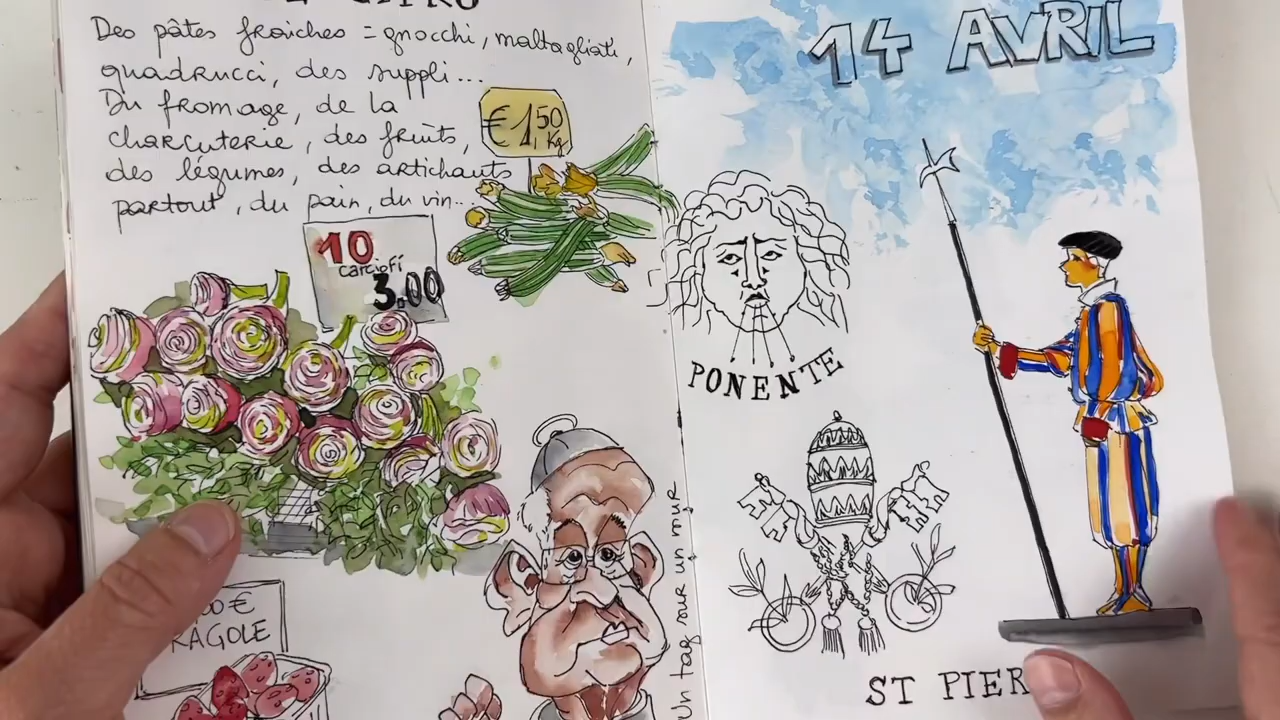 Des pâtes fraiches = gnocchi, maltagliati,
quadrucci, des suppli...
Du fromage, de la
charcuterie, des fruits,
des légumes, des artichauts
partout, du pain, du vin...
€ 1,50
Kg
10
carciofi
3.00
€
RAGOLE
Un tag sur un mur
14 AVRIL
PONENTE
ST PIER